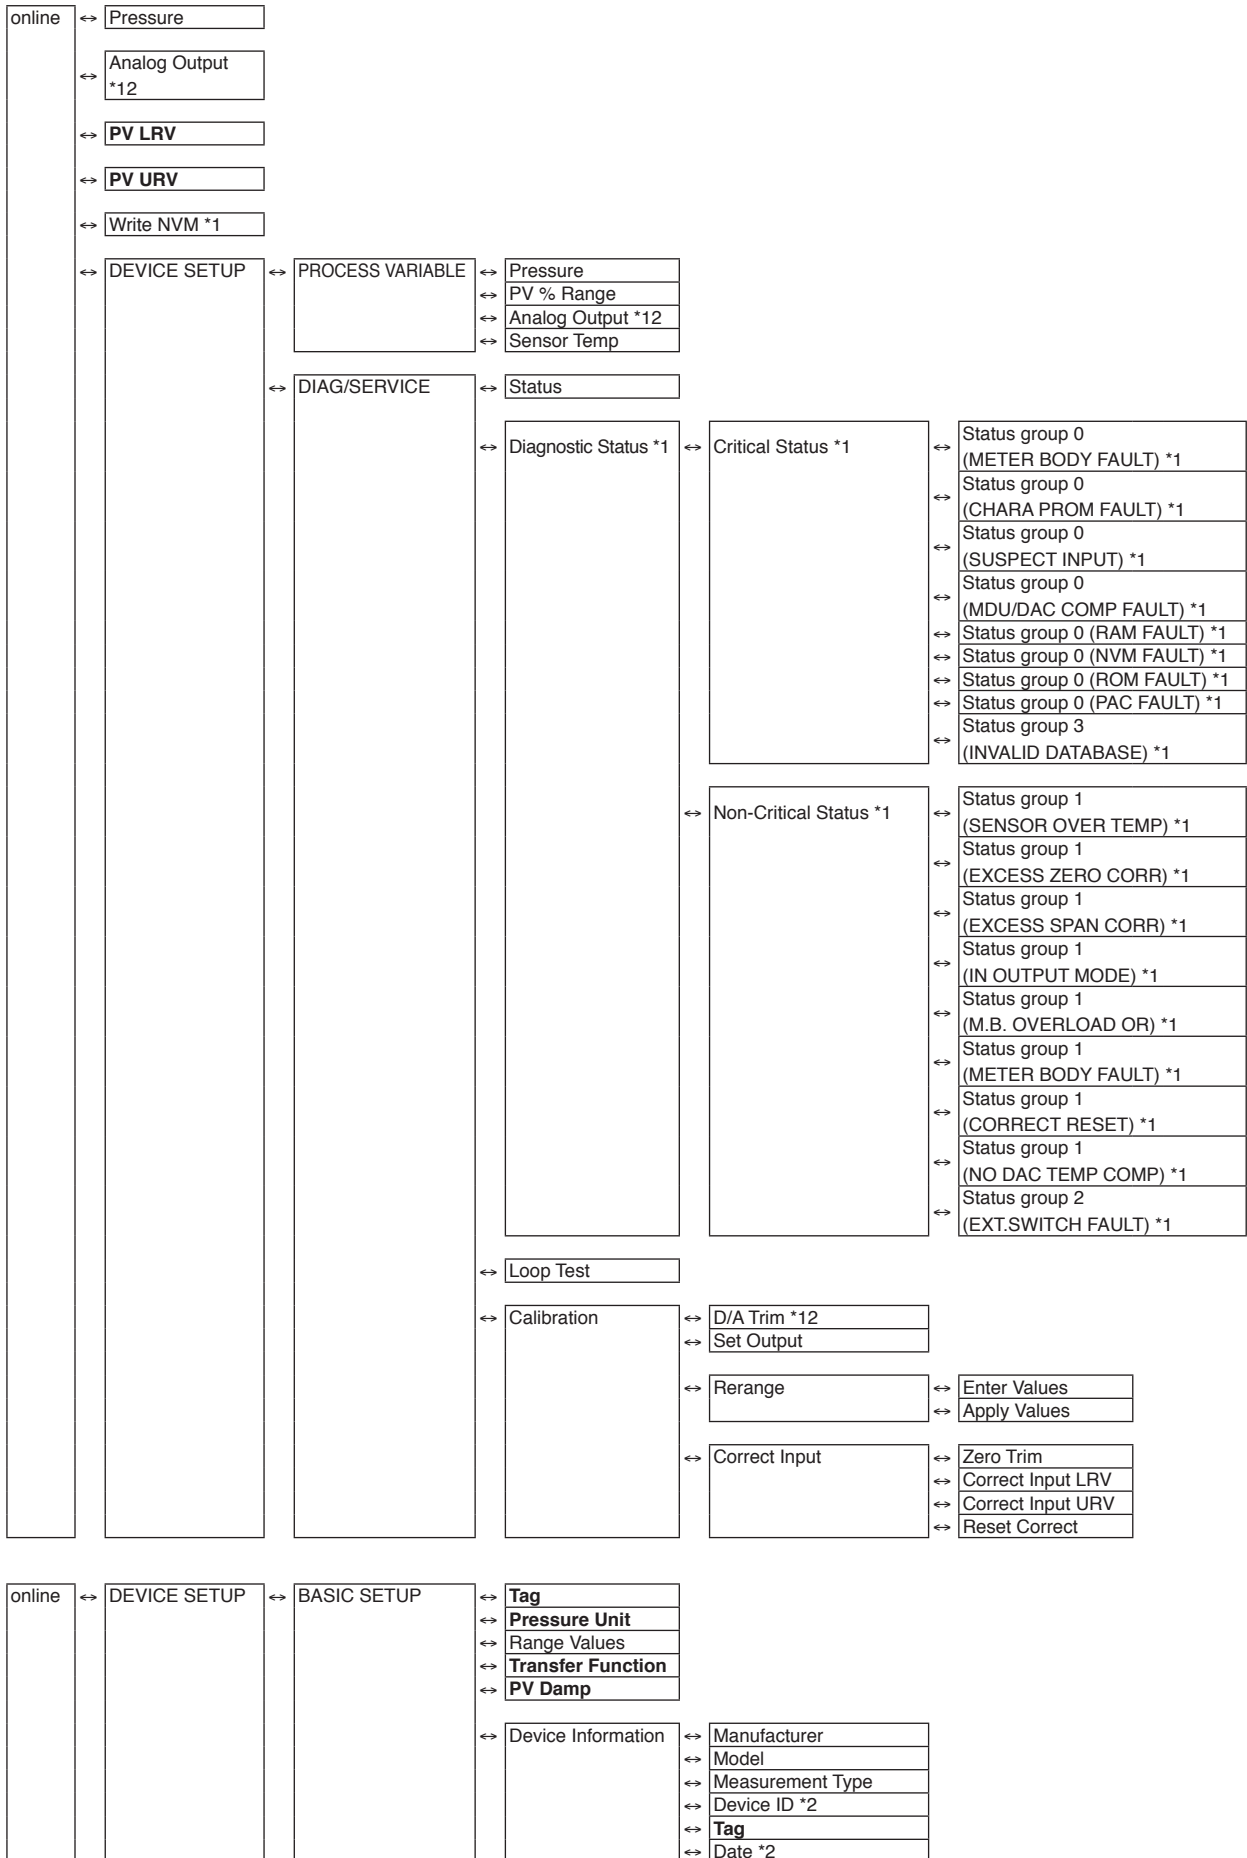 online ↔ Pressure
↔ Analog Output
*12
↔ PV LRV
↔ PV URV
↔ Write NVM *1
↔ DEVICE SETUP ↔ PROCESS VARIABLE ↔ Pressure
↔ PV % Range
↔ Analog Output *12
↔ Sensor Temp
↔ DIAG/SERVICE ↔ Status
↔ Diagnostic Status *1 ↔ Critical Status *1 ↔ Status group 0
(METER BODY FAULT) *1
↔ Status group 0
(CHARA PROM FAULT) *1
↔ Status group 0
(SUSPECT INPUT) *1
↔ Status group 0
(MDU/DAC COMP FAULT) *1
↔ Status group 0 (RAM FAULT) *1
↔ Status group 0 (NVM FAULT) *1
↔ Status group 0 (ROM FAULT) *1
↔ Status group 0 (PAC FAULT) *1
↔ Status group 3
(INVALID DATABASE) *1
↔ Non-Critical Status *1 ↔ Status group 1
(SENSOR OVER TEMP) *1
↔ Status group 1
(EXCESS ZERO CORR) *1
↔ Status group 1
(EXCESS SPAN CORR) *1
↔ Status group 1
(IN OUTPUT MODE) *1
↔ Status group 1
(M.B. OVERLOAD OR) *1
↔ Status group 1
(METER BODY FAULT) *1
↔ Status group 1
(CORRECT RESET) *1
↔ Status group 1
(NO DAC TEMP COMP) *1
↔ Status group 2
(EXT.SWITCH FAULT) *1
↔ Loop Test
↔ Calibration ↔ D/A Trim *12
↔ Set Output
↔ Rerange ↔ Enter Values
↔ Apply Values
↔ Correct Input ↔ Zero Trim
↔ Correct Input LRV
↔ Correct Input URV
↔ Reset Correct
online ↔ DEVICE SETUP ↔ BASIC SETUP ↔ Tag
↔ Pressure Unit
↔ Range Values
↔ Transfer Function
↔ PV Damp
↔ Device Information ↔ Manufacturer
↔ Model
↔ Measurement Type
↔ Device ID *2
↔ Tag
↔ Date *2